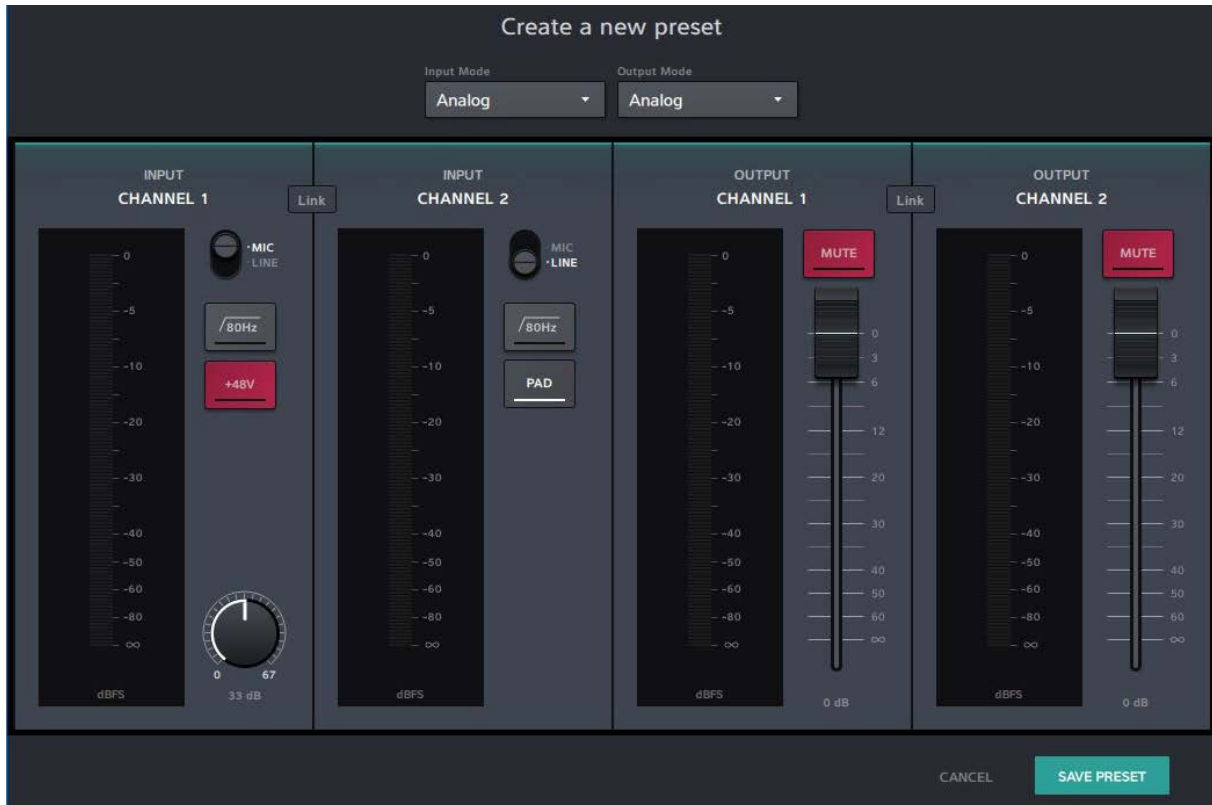 Create a new preset
Input Mode
Output Mode
Analog
Analog
INPUT
CHANNEL 1
Link
INPUT
CHANNEL 2
OUTPUT
CHANNEL 1
Link
OUTPUT
CHANNEL 2
0
-5
-10
-20
-30
-40
-50
-60
-80
∞
dBFS
·MIC
·LINE
80Hz
+48V
0
67
33 dB
0
-5
-10
-20
-30
-40
-50
-60
-80
∞
dBFS
·MIC
·LINE
80Hz
PAD
0
-5
-10
-20
-30
-40
-50
-60
-80
∞
dBFS
MUTE
0
3
6
12
20
30
40
50
60
∞
0 dB
0
-5
-10
-20
-30
-40
-50
-60
-80
∞
dBFS
MUTE
0
3
6
12
20
30
40
50
60
∞
0 dB
CANCEL
SAVE PRESET